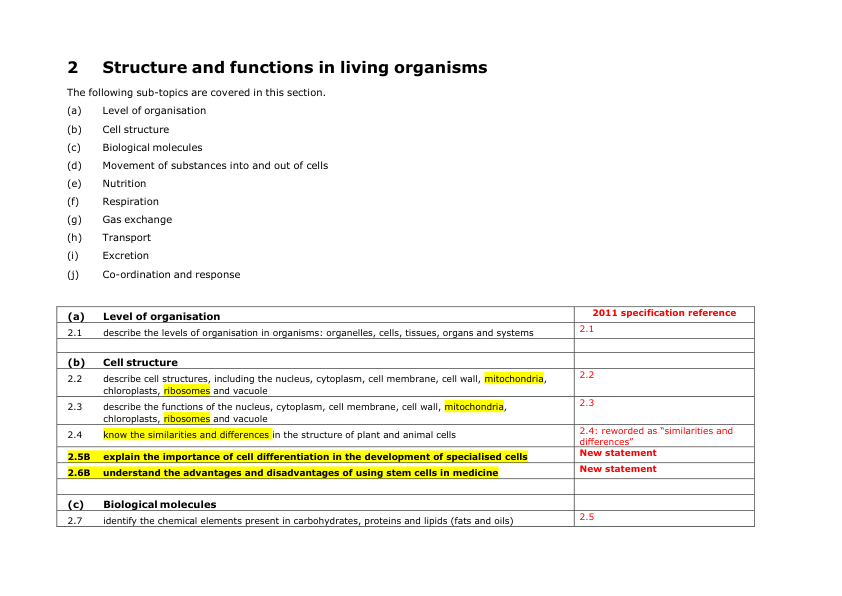 2 Structure and functions in living organisms
The following sub-topics are covered in this section.
(a) Level of organisation
(b) Cell structure
(c) Biological molecules
(d) Movement of substances into and out of cells
(e) Nutrition
(f) Respiration
(g) Gas exchange
(h) Transport
(i) Excretion
(j) Co-ordination and response
(a) Level of organisation 2011 specification reference
2.1 describe the levels of organisation in organisms: organelles, cells, tissues, organs and systems 2.1
(b) Cell structure
2.2 describe cell structures, including the nucleus, cytoplasm, cell membrane, cell wall, mitochondria, 2.2
chloroplasts, ribosomes and vacuole
2.3 describe the functions of the nucleus, cytoplasm, cell membrane, cell wall, mitochondria, 2.3
chloroplasts, ribosomes and vacuole
2.4 know the similarities and differences in the structure of plant and animal cells 2.4: reworded as “similarities and
differences”
2.5B explain the importance of cell differentiation in the development of specialised cells New statement
2.6B understand the advantages and disadvantages of using stem cells in medicine New statement
(c) Biological molecules
2.7 identify the chemical elements present in carbohydrates, proteins and lipids (fats and oils) 2.5